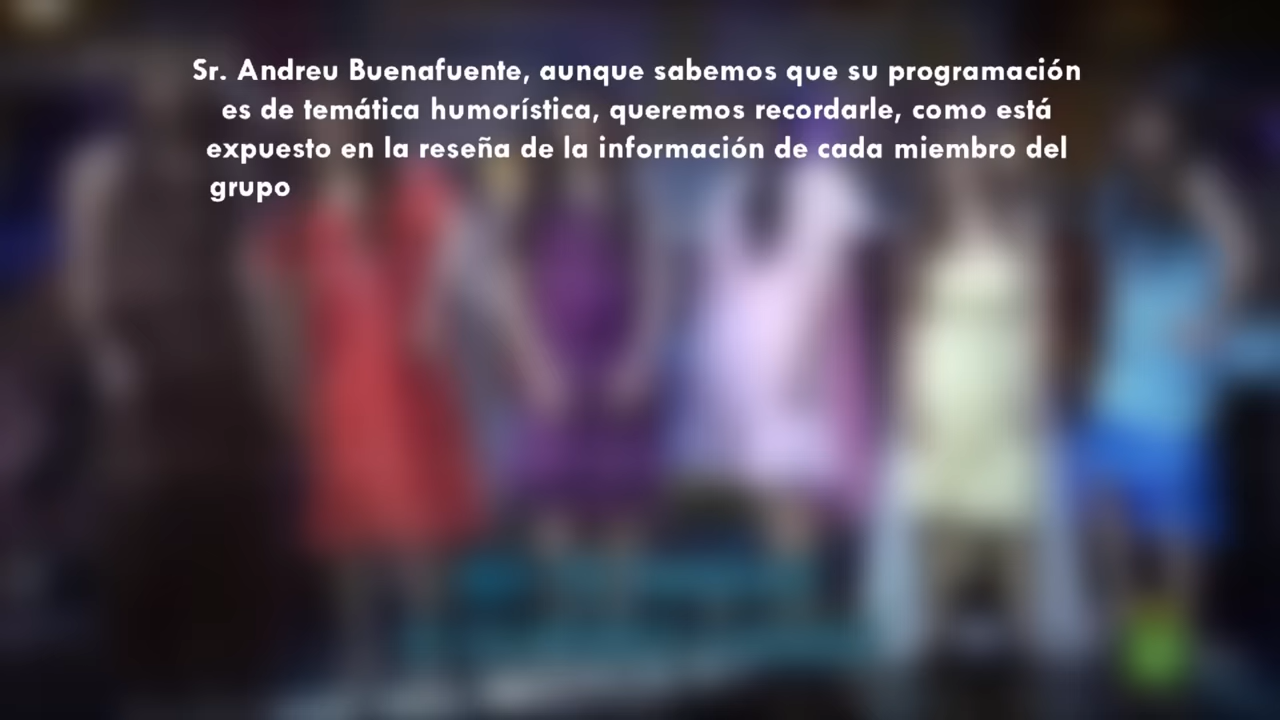 Sr. Andreu Buenafuente, aunque sabemos que su programación
es de temática humorística, queremos recordarle, como está
expuesto en la reseña de la información de cada miembro del
grupo